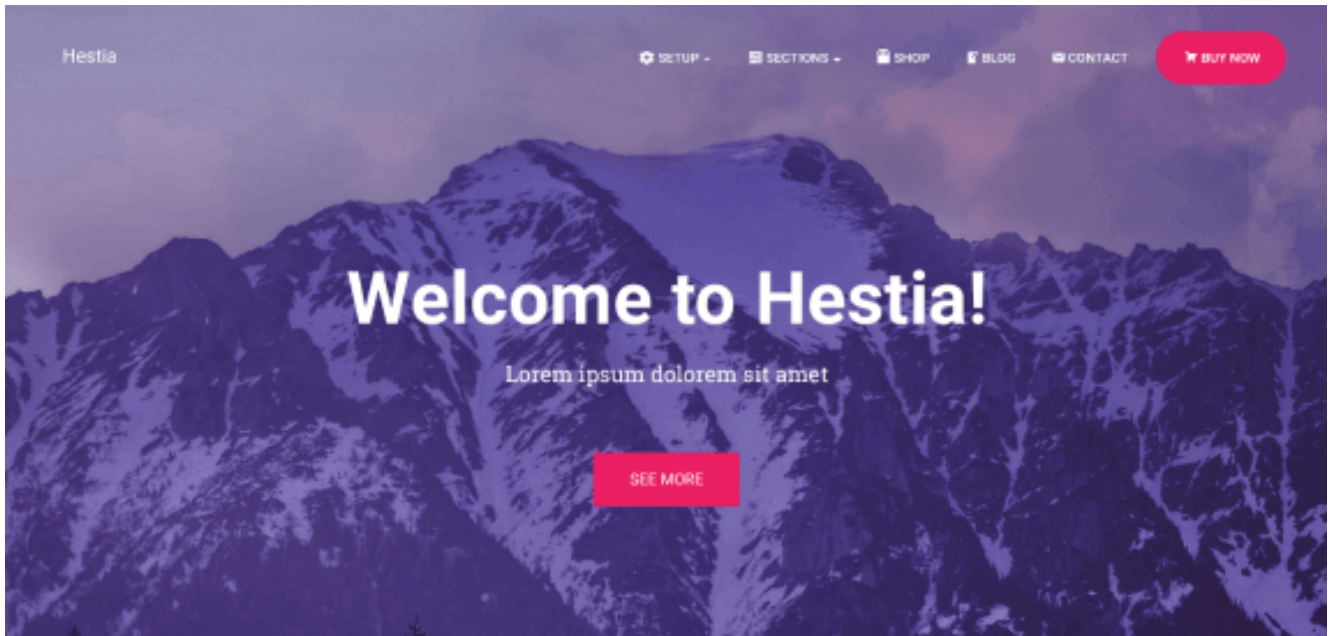 Hestia
SETUP SECTIONS SHOP BLOG CONTACT BUY NOW
Welcome to Hestia!
Lorem ipsum dolorem sit amet
SEE MORE